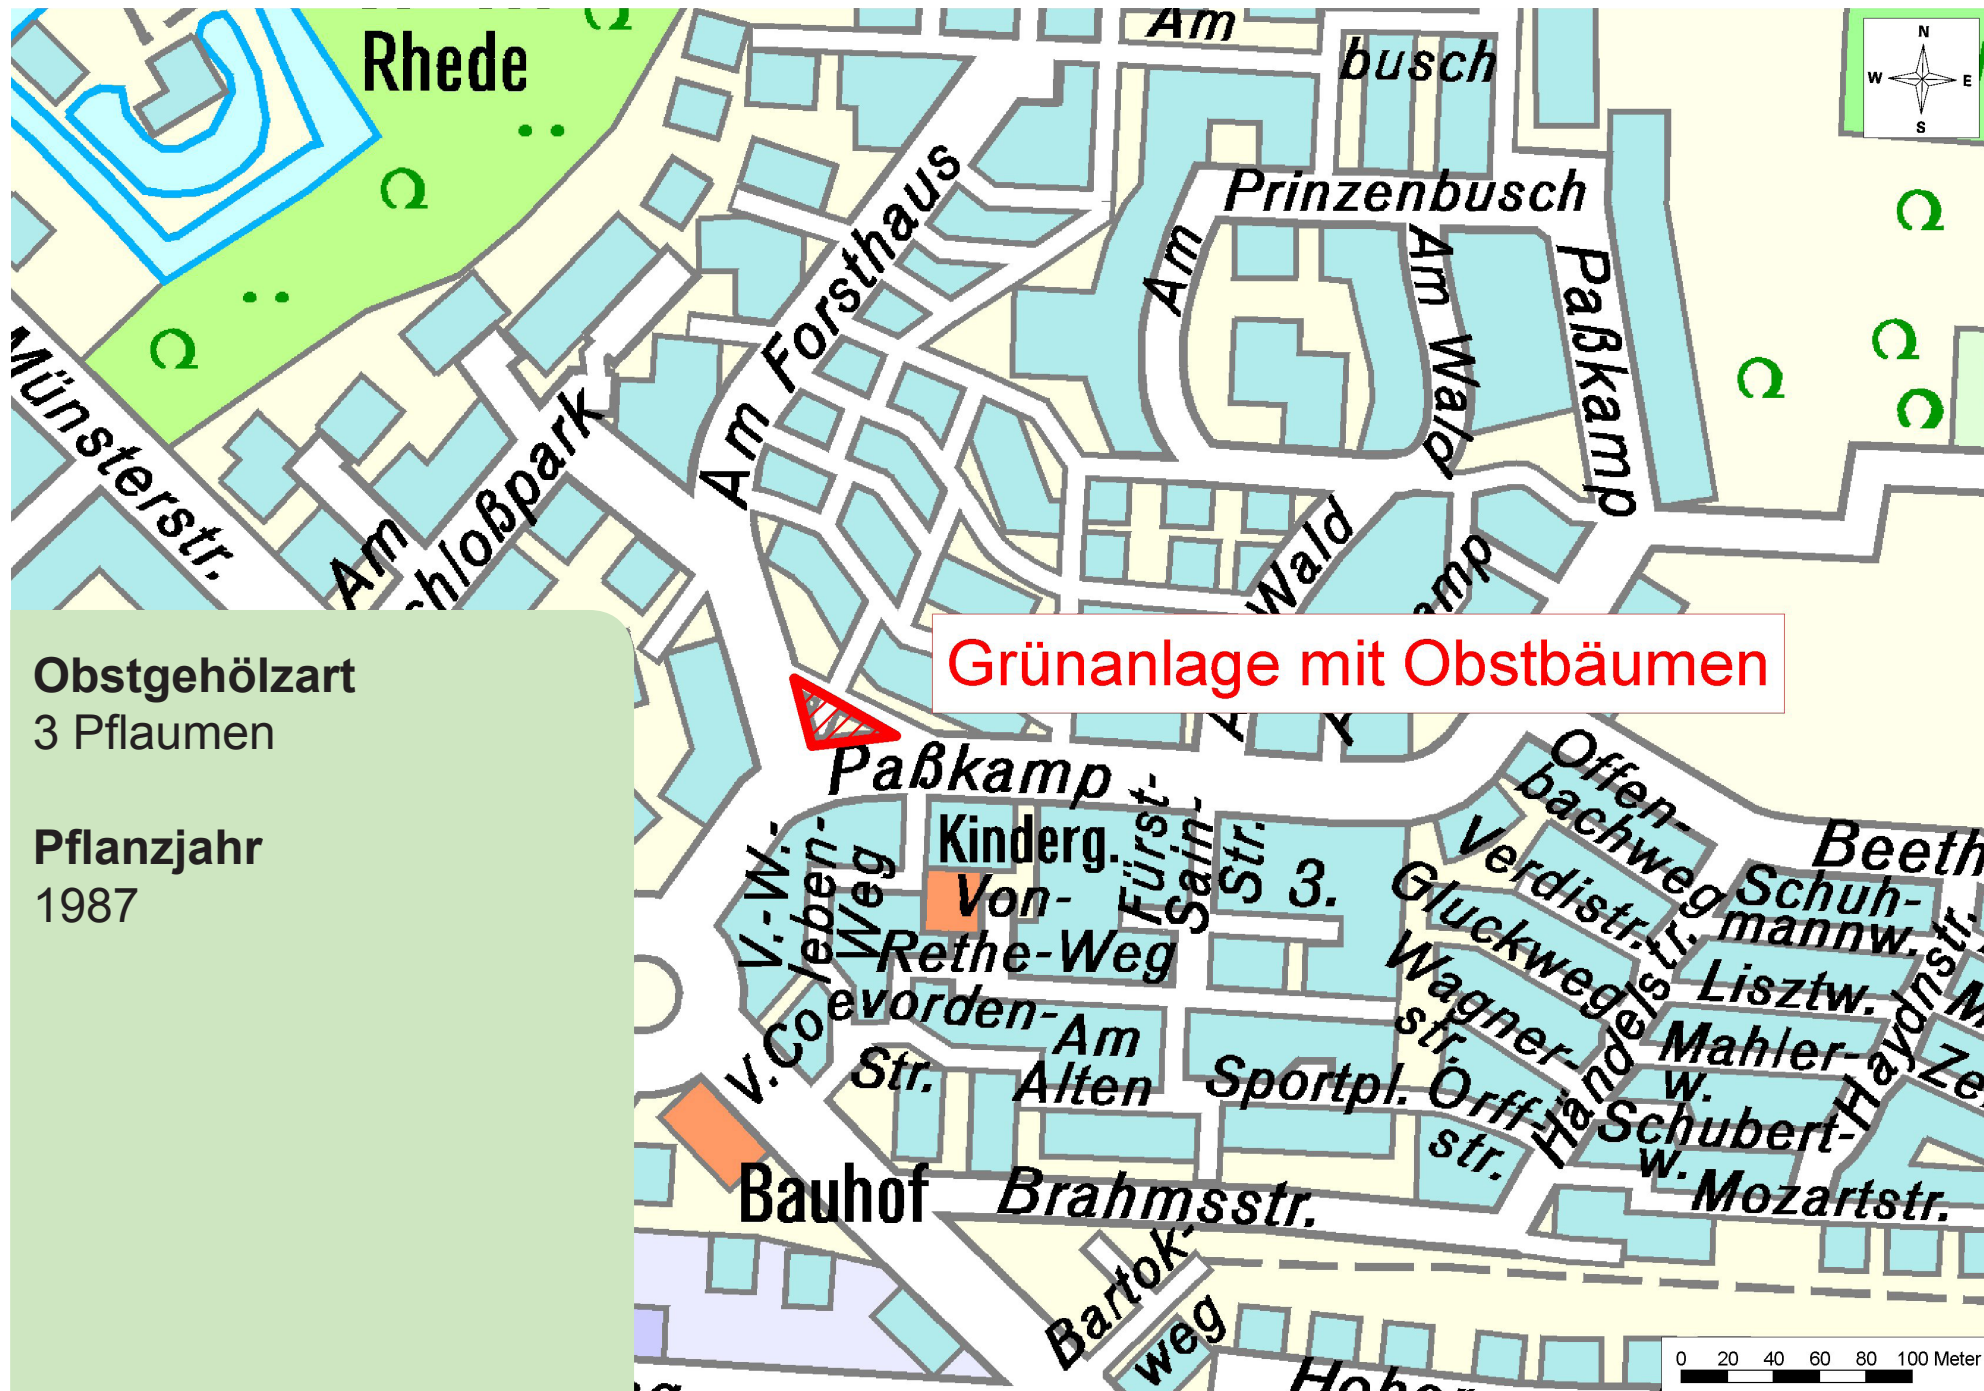 Rhede
Am
busch
N
W E
S
Prinzenbusch
Am Forsthaus
Am
Am Wald
Paßkamp
Münsterstr.
Am
chloßpark
Wald
amp
Grünanlage mit Obstbäumen
Obstgehölzart
3 Pflaumen
Pflanzjahr
1987
Paßkamp
Offen-
bachweg
Kinderg.
Fürst-
Sain-
Str.
3.
Verdistr.
Beeth
V.-W.-
leben-
Weg
Von-
Rethe-Weg
Gluckweg
Schuh-
mannw.
Wagner-
str.
Händelstr.
Lisztw.
Haydnstr.
V.Coevorden-
Str.
Am
Alten
Sportpl.
Mahler-
w.
Ze
Orff-
str.
Schubert-
w.
Bauhof
Brahmsstr.
Mozartstr.
Bartok-
weg
0 20 40 60 80 100 Meter